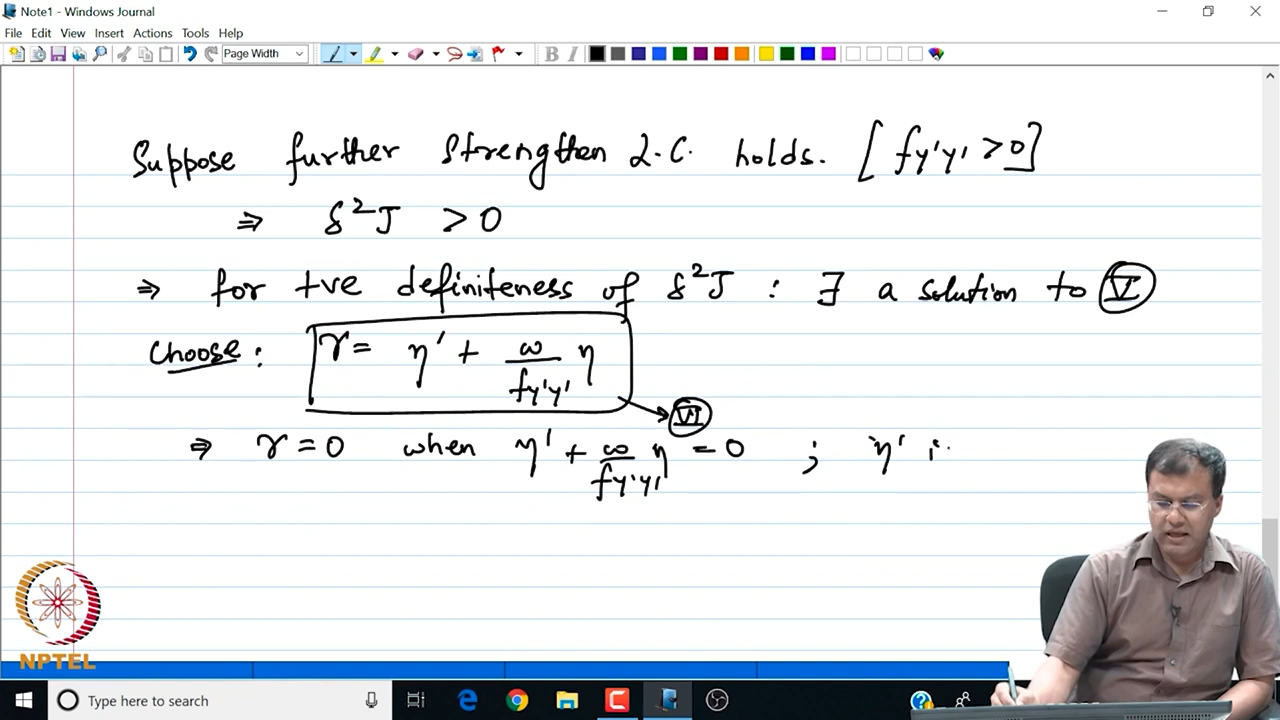 Note1 - Windows Journal
File Edit View Insert Actions Tools Help
Page Width B I
Suppose further strengthen L.C. holds. [fy'y' > 0]
⇒ δ²J > 0
⇒ for +ve definiteness of δ²J : ∃ a solution to Ⓥ
Choose : r = η' + ω/fy'y' η
VI
⇒ r = 0 when η' + ω/fy'y' η = 0 ; η' i
NPTEL
Type here to search